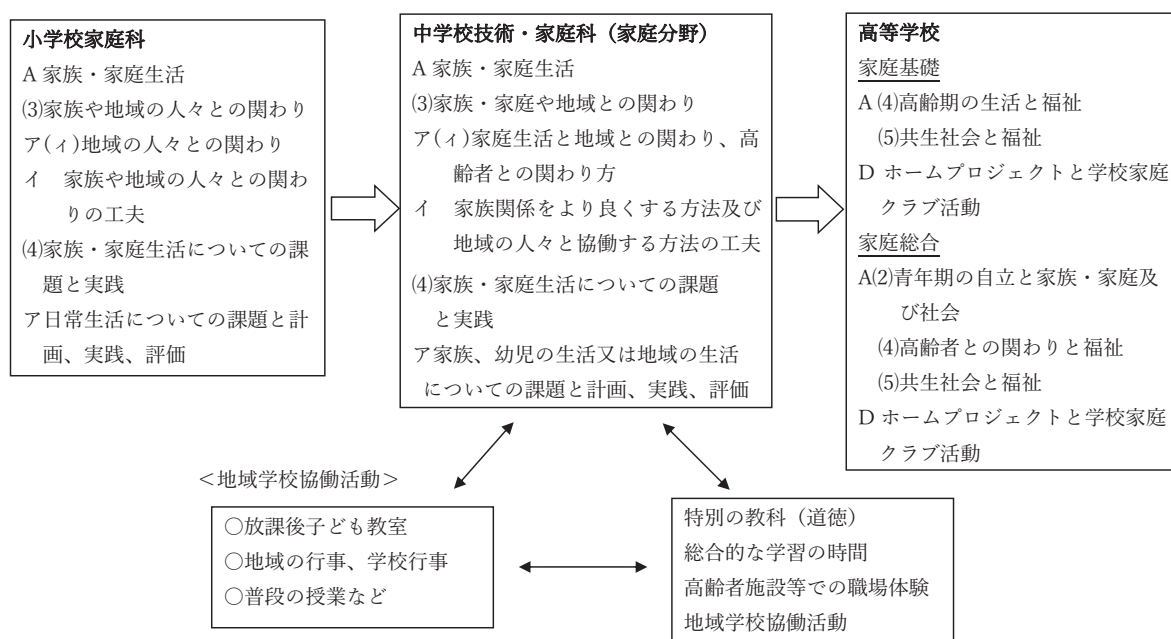 小学校家庭科
A 家族・家庭生活
⑶家族や地域の人々との関わり
ア(ィ)地域の人々との関わり
イ　家族や地域の人々との関わ
りの工夫
⑷家族・家庭生活についての課
題と実践
ア日常生活についての課題と計
画、実践、評価
中学校技術・家庭科（家庭分野）
A 家族・家庭生活
⑶家族・家庭や地域との関わり
ア(ィ)家庭生活と地域との関わり、高
齢者との関わり方
イ　家族関係をより良くする方法及び
地域の人々と協働する方法の工夫
⑷家族・家庭生活についての課題
と実践
ア家族、幼児の生活又は地域の生活
についての課題と計画、実践、評価
高等学校
家庭基礎
A ⑷高齢期の生活と福祉
⑸共生社会と福祉
D ホームプロジェクトと学校家庭
クラブ活動
家庭総合
A⑵青年期の自立と家族・家庭及
び社会
⑷高齢者との関わりと福祉
⑸共生社会と福祉
D ホームプロジェクトと学校家庭
クラブ活動
＜地域学校協働活動＞
○放課後子ども教室
○地域の行事、学校行事
○普段の授業など
特別の教科（道徳）
総合的な学習の時間
高齢者施設等での職場体験
地域学校協働活動